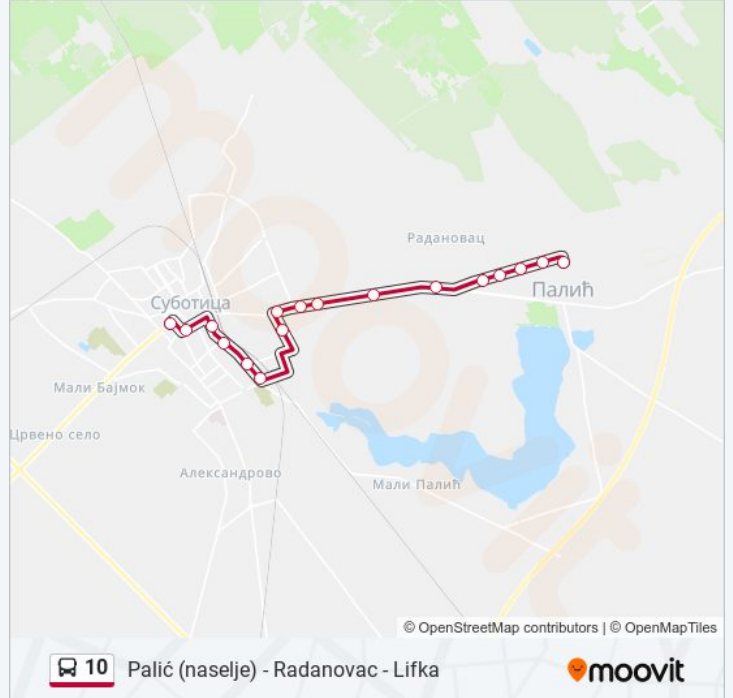 Радановац
Палић
Суботица
Мали Бајмок
Црвено село
Александрово
Мали Палић
© OpenStreetMap contributors | © OpenMapTiles
10 Palić (naselje) - Radanovac - Lifka
moovit
moovit